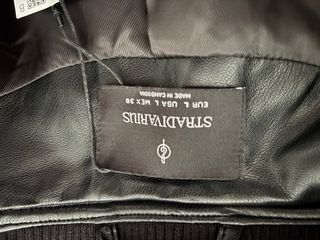 STRADIVARIUS
EUR L USA L MEX 30
MADE IN CAMBODIA